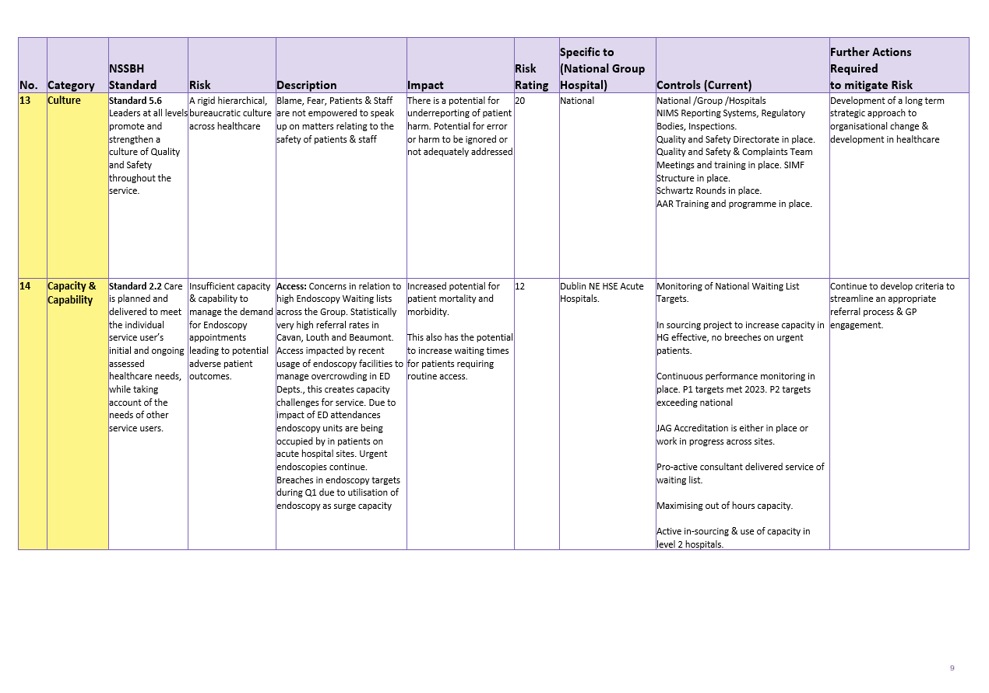 No.
Category
NSSBH
Standard
Risk
Description
Impact
Risk
Rating
Specific to
(National Group
Hospital)
Controls (Current)
Further Actions
Required
to mitigate Risk
13
Culture
Standard 5.6
Leaders at all levels
promote and
strengthen a
culture of Quality
and Safety
throughout the
service.
A rigid hierarchical,
bureaucratic culture
across healthcare
Blame, Fear, Patients & Staff
are not empowered to speak
up on matters relating to the
safety of patients & staff
There is a potential for
underreporting of patient
harm. Potential for error
or harm to be ignored or
not adequately addressed
20
National
National /Group /Hospitals
NIMS Reporting Systems, Regulatory
Bodies, Inspections.
Quality and Safety Directorate in place.
Quality and Safety & Complaints Team
Meetings and training in place. SIMF
Structure in place.
Schwartz Rounds in place.
AAR Training and programme in place.
Development of a long term
strategic approach to
organisational change &
development in healthcare
14
Capacity &
Capability
Standard 2.2 Care
is planned and
delivered to meet
the individual
service user's
initial and ongoing
assessed
healthcare needs,
while taking
account of the
needs of other
service users.
Insufficient capacity
& capability to
manage the demand
for Endoscopy
appointments
leading to potential
adverse patient
outcomes.
Access: Concerns in relation to
high Endoscopy Waiting lists
across the Group. Statistically
very high referral rates in
Cavan, Louth and Beaumont.
Access impacted by recent
usage of endoscopy facilities to
manage overcrowding in ED
Depts., this creates capacity
challenges for service. Due to
impact of ED attendances
endoscopy units are being
occupied by in patients on
acute hospital sites. Urgent
endoscopies continue.
Breaches in endoscopy targets
during Q1 due to utilisation of
endoscopy as surge capacity
Increased potential for
patient mortality and
morbidity.
This also has the potential
to increase waiting times
for patients requiring
routine access.
12
Dublin NE HSE Acute
Hospitals.
Monitoring of National Waiting List
Targets.
In sourcing project to increase capacity in
HG effective, no breeches on urgent
patients.
Continuous performance monitoring in
place. P1 targets met 2023. P2 targets
exceeding national
JAG Accreditation is either in place or
work in progress across sites.
Pro-active consultant delivered service of
waiting list.
Maximising out of hours capacity.
Active in-sourcing & use of capacity in
level 2 hospitals.
Continue to develop criteria to
streamline an appropriate
referral process & GP
engagement.
9